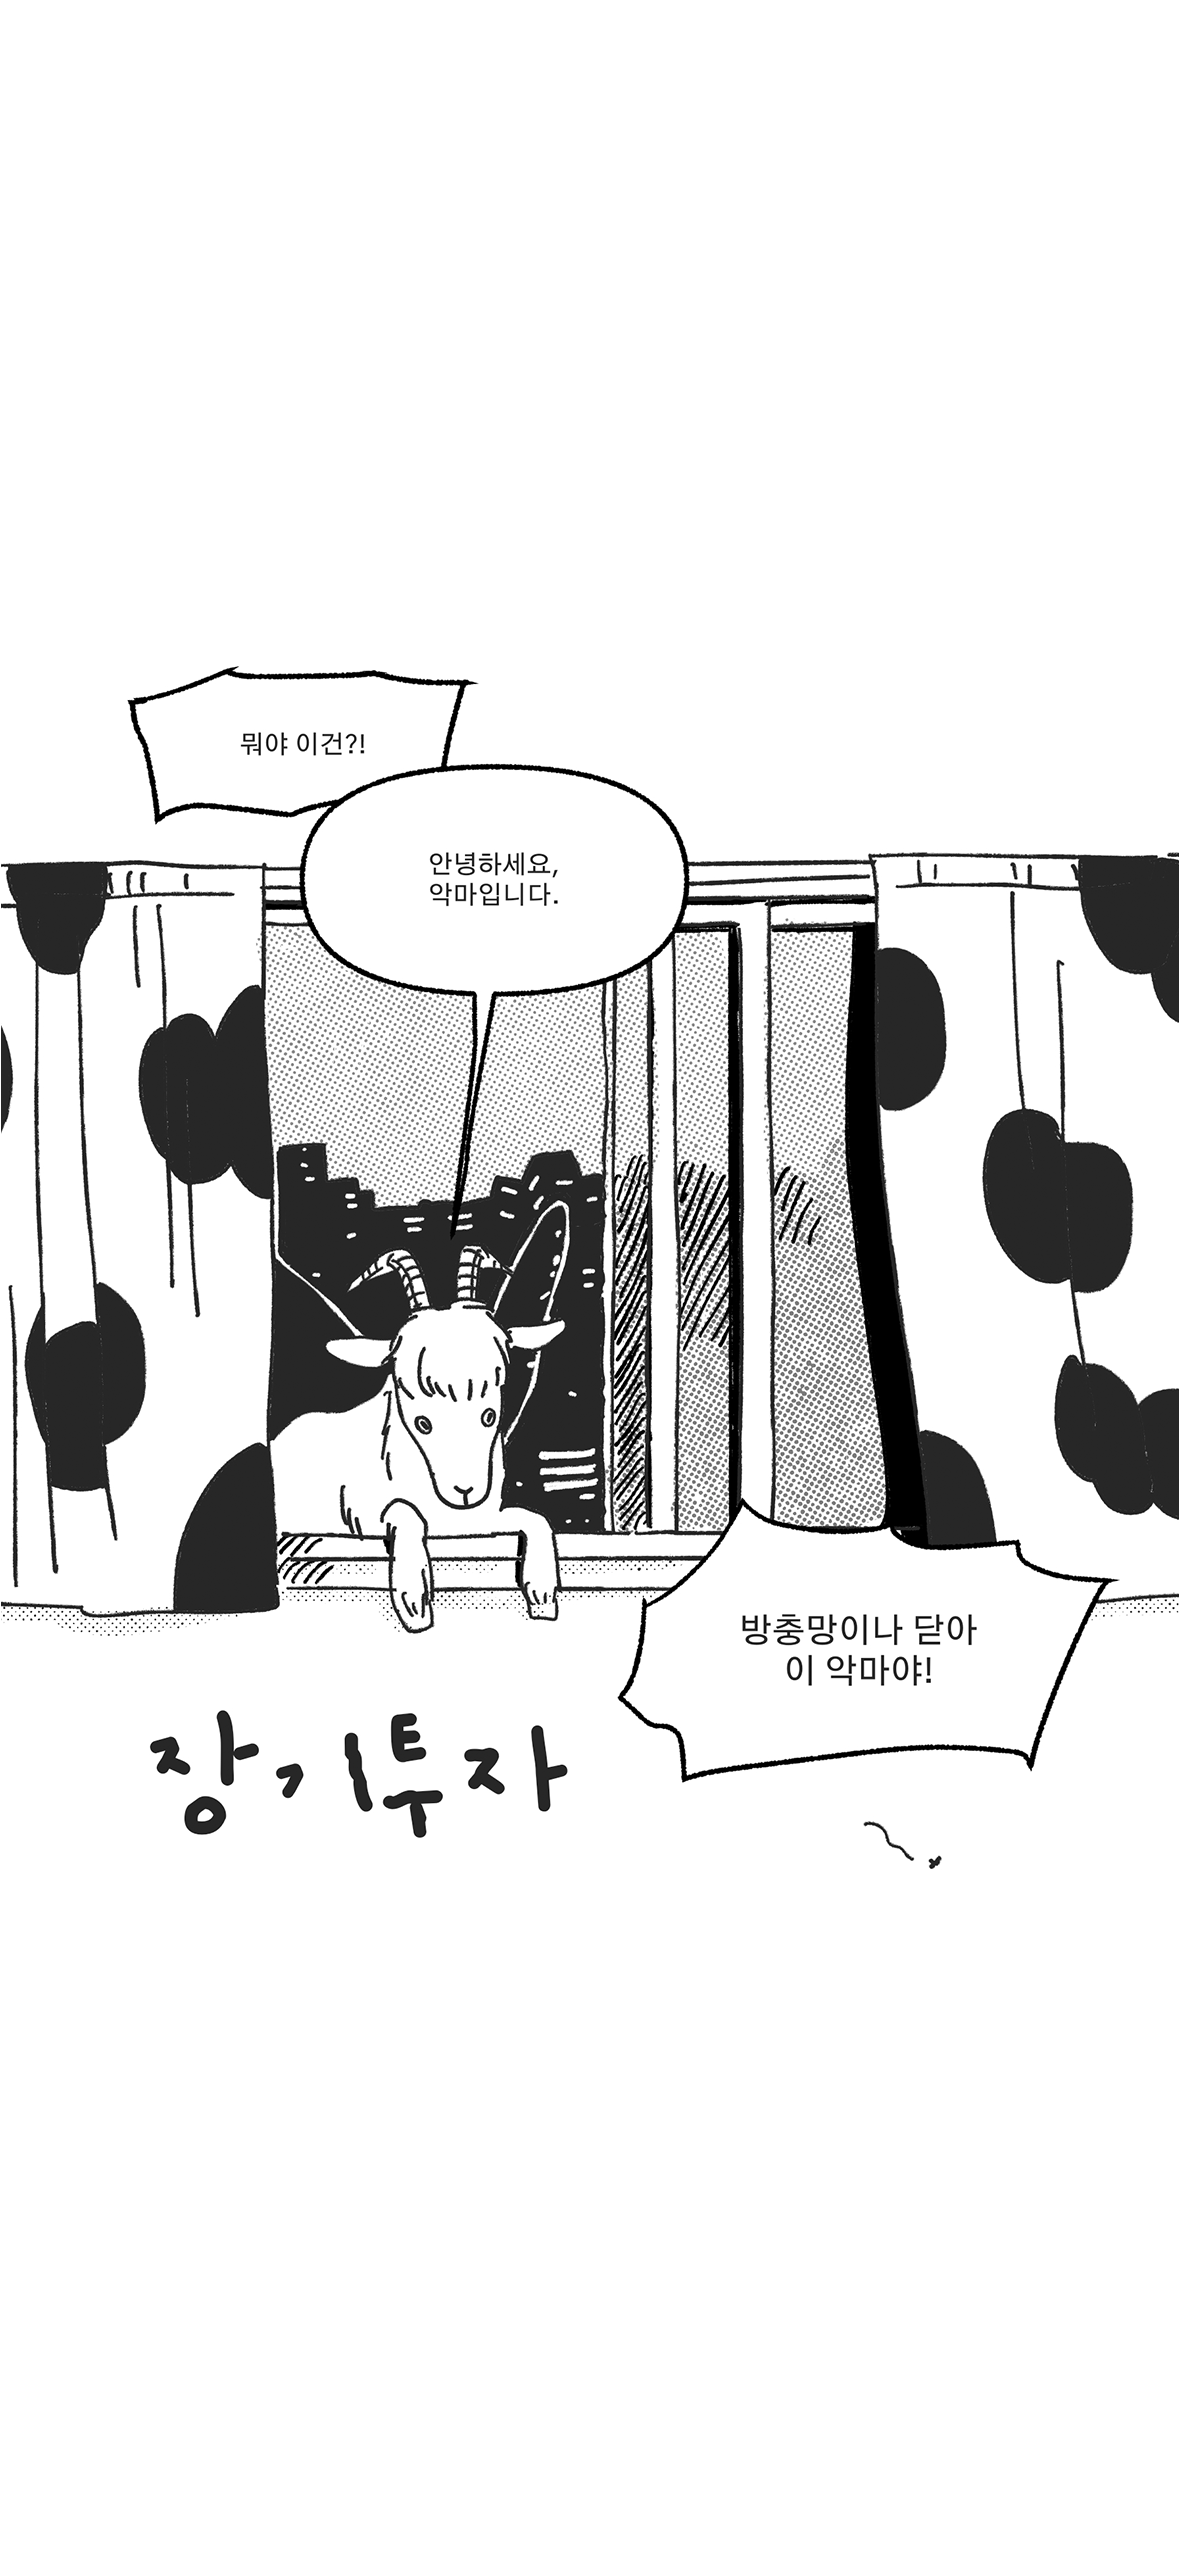 뭐야 이건?!
안녕하세요,
악마입니다.
방충망이나 닫아
이 악마야!
장기투자